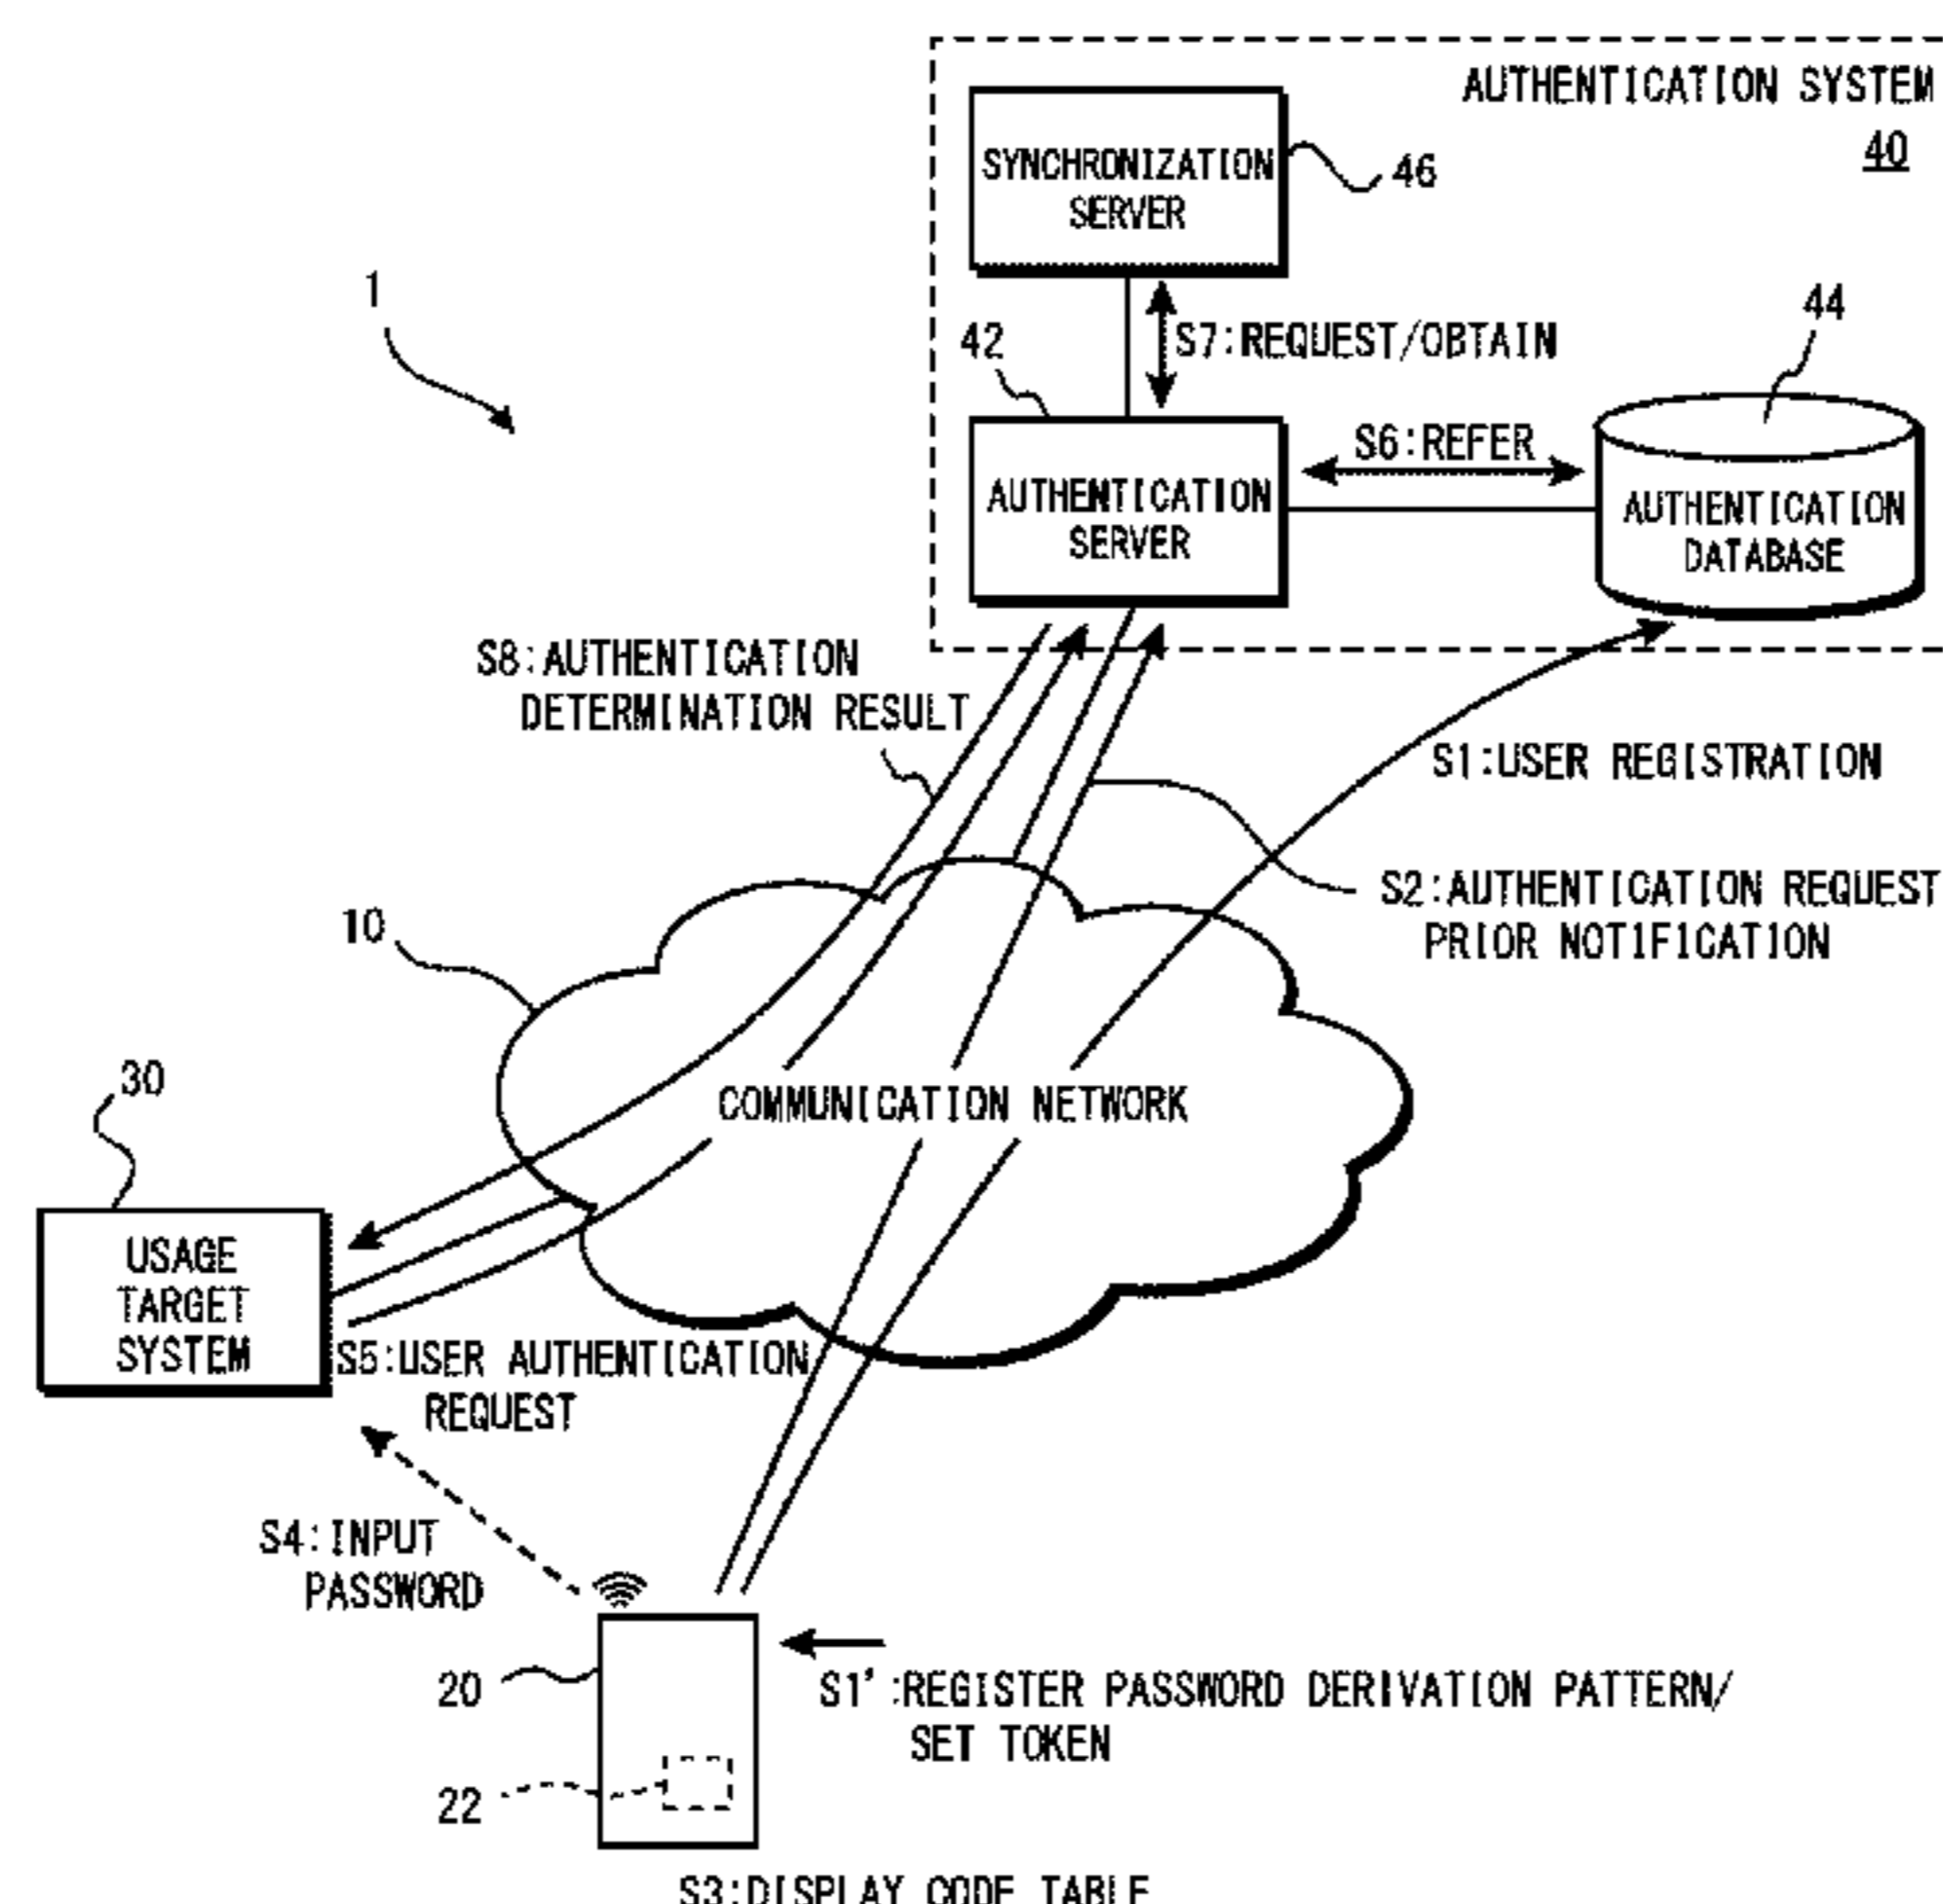 AUTHENTICATION SYSTEM
40
SYNCHRONIZATION
SERVER
46
1
42
S7:REQUEST/OBTAIN
44
S6:REFER
AUTHENTICATION
SERVER
AUTHENTICATION
DATABASE
S8:AUTHENTICATION
DETERMINATION RESULT
S1:USER REGISTRATION
S2:AUTHENTICATION REQUEST
PRIOR NOTIFICATION
10
COMMUNICATION NETWORK
30
USAGE
TARGET
SYSTEM
S5:USER AUTHENTICATION
REQUEST
S4:INPUT
PASSWORD
20
S1':REGISTER PASSWORD DERIVATION PATTERN/
SET TOKEN
22
S3:DISPLAY CODE TABLE